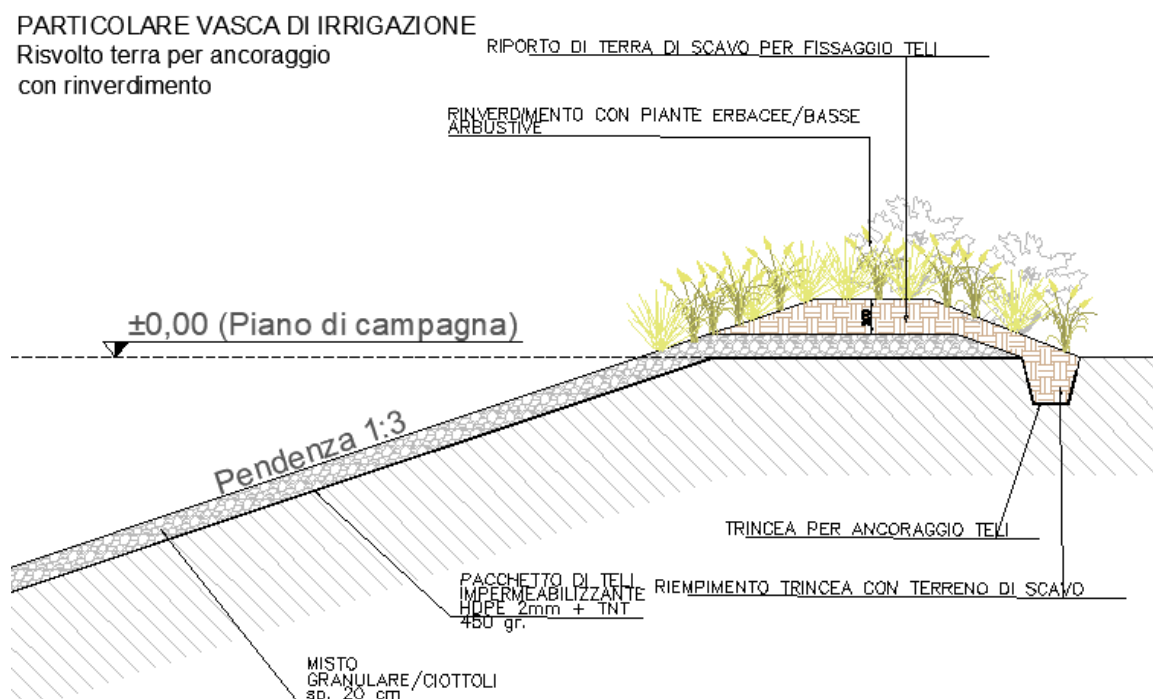 PARTICOLARE VASCA DI IRRIGAZIONE
Risvolto terra per ancoraggio
con rinverdimento
RIPORTO DI TERRA DI SCAVO PER FISSAGGIO TELI
RINVERDIMENTO CON PIANTE ERBACEE/BASSE
ARBUSTIVE
±0,00 (Piano di campagna)
Pendenza 1:3
TRINCEA PER ANCORAGGIO TELI
PACCHETTO DI TELI
IMPERMEABILIZZANTE
HDPE 2mm + TNT
450 gr.
RIEMPIMENTO TRINCEA CON TERRENO DI SCAVO
MISTO
GRANULARE/CIOTTOLI
sp. 20 cm